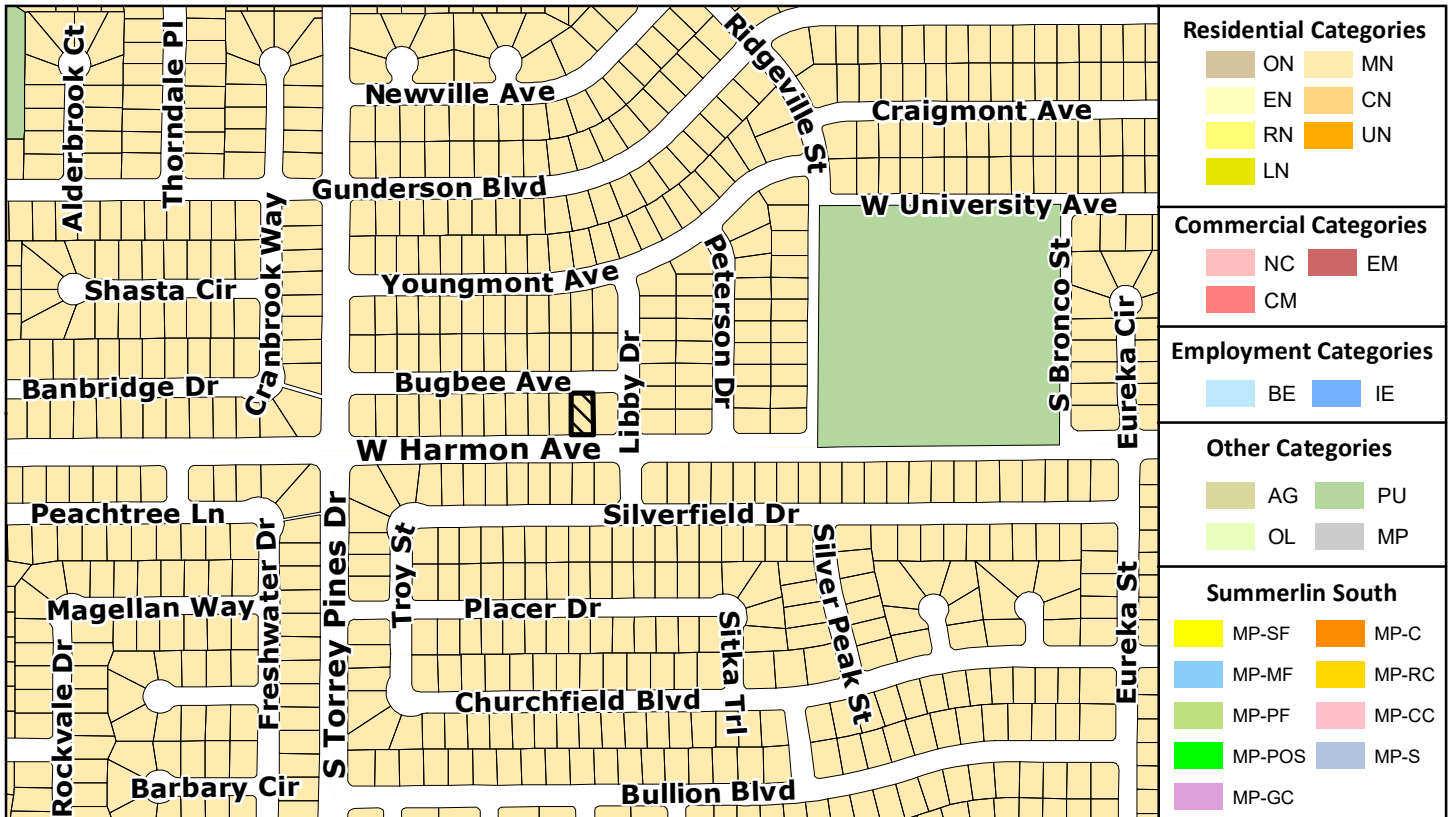 Alderbrook Ct
Thorndale Pl
Newville Ave
Ridgeville St
Craigmont Ave
Gunderson Blvd
W University Ave
Cranbrook Way
Shasta Cir
Youngmont Ave
Peterson Dr
S Bronco St
Eureka Cir
Banbridge Dr
Bugbee Ave
Libby Dr
W Harmon Ave
Peachtree Ln
Freshwater Dr
S Torrey Pines Dr
Troy St
Silverfield Dr
Silver Peak St
Eureka St
Magellan Way
Placer Dr
Sitka Trl
Rockvale Dr
Churchfield Blvd
Barbary Cir
Bullion Blvd
Residential Categories
ON MN
EN CN
RN UN
LN
Commercial Categories
NC EM
CM
Employment Categories
BE IE
Other Categories
AG PU
OL MP
Summerlin South
MP-SF MP-C
MP-MF MP-RC
MP-PF MP-CC
MP-POS MP-S
MP-GC